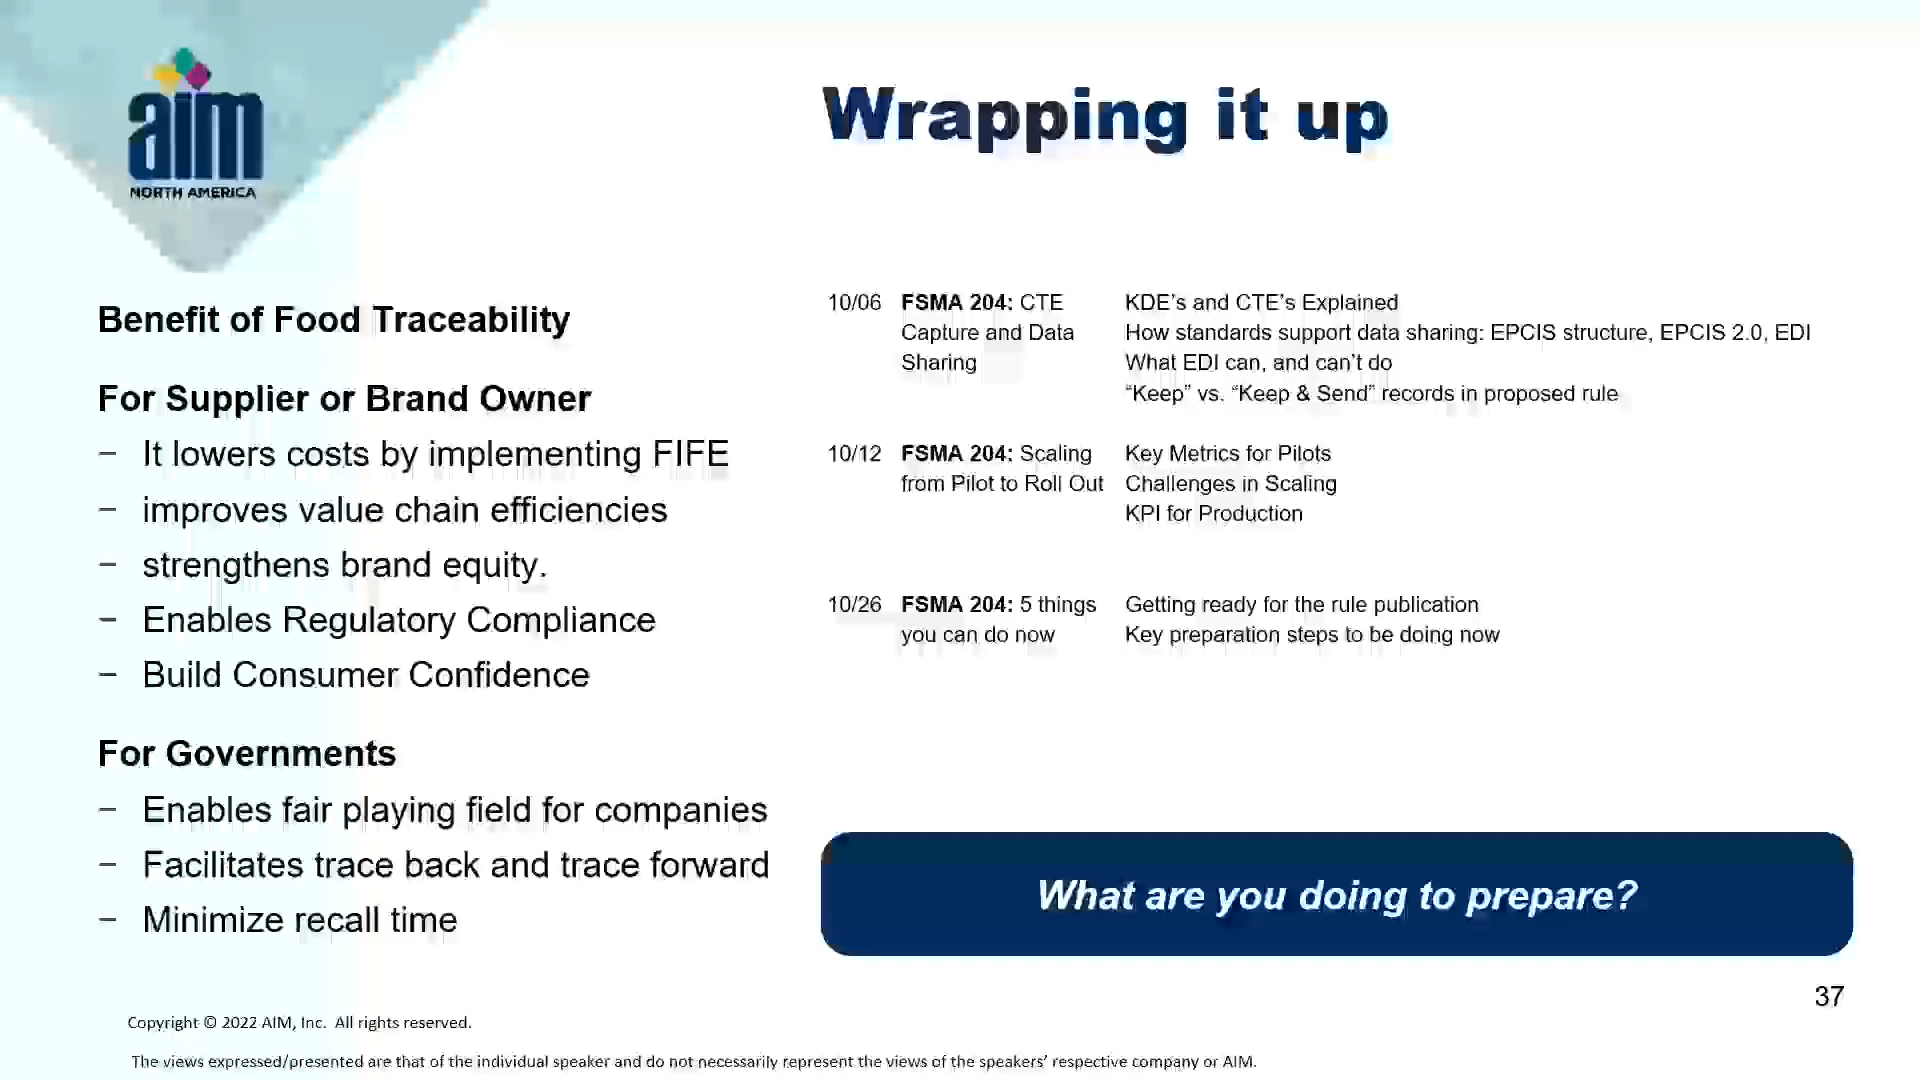 aim
NORTH AMERICA
Wrapping it up
Benefit of Food Traceability
For Supplier or Brand Owner
− It lowers costs by implementing FIFE
− improves value chain efficiencies
− strengthens brand equity.
− Enables Regulatory Compliance
− Build Consumer Confidence
For Governments
− Enables fair playing field for companies
− Facilitates trace back and trace forward
− Minimize recall time
10/06 FSMA 204: CTE
Capture and Data
Sharing
KDE’s and CTE’s Explained
How standards support data sharing: EPCIS structure, EPCIS 2.0, EDI
What EDI can, and can’t do
“Keep” vs. “Keep & Send” records in proposed rule
10/12 FSMA 204: Scaling
from Pilot to Roll Out
Key Metrics for Pilots
Challenges in Scaling
KPI for Production
10/26 FSMA 204: 5 things
you can do now
Getting ready for the rule publication
Key preparation steps to be doing now
What are you doing to prepare?
37
Copyright © 2022 AIM, Inc. All rights reserved.
The views expressed/presented are that of the individual speaker and do not necessarily represent the views of the speakers’ respective company or AIM.